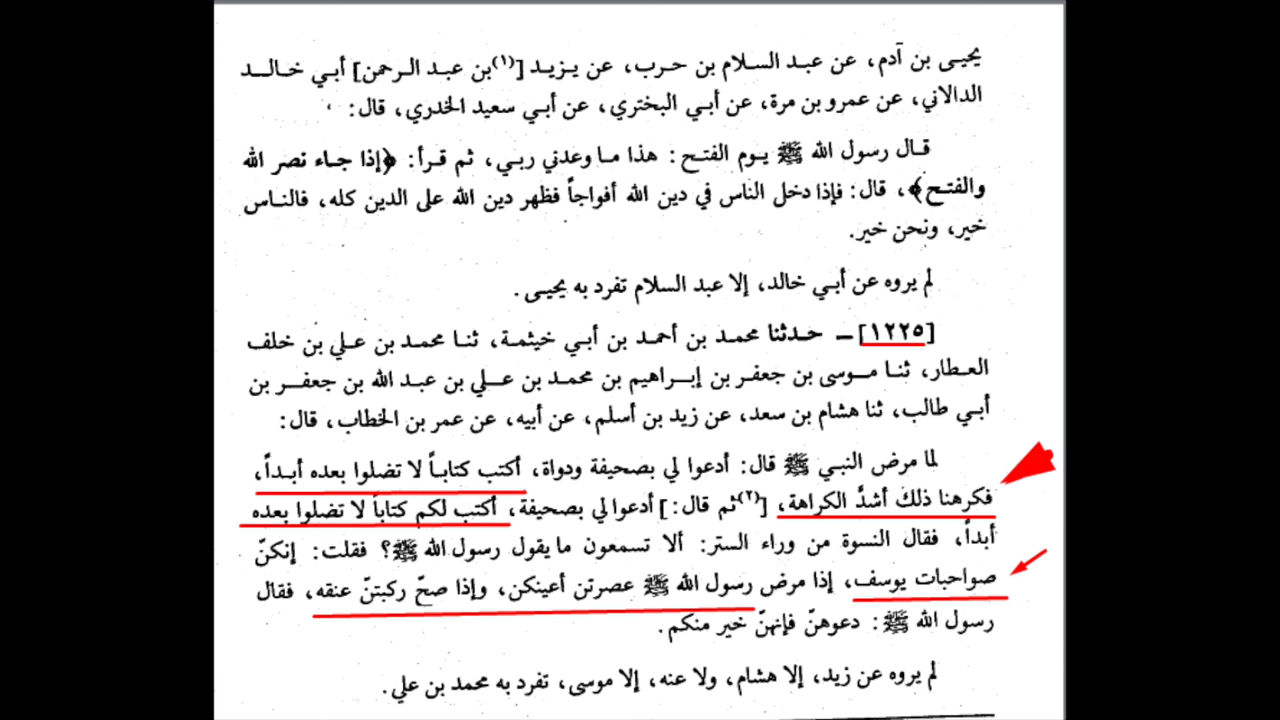 يحيى بن آدم، عن عبد السلام بن حرب، عن يزيد [(١)بن عبد الرحمن] أبي خالد
الدالاني، عن عمرو بن مرة، عن أبي البختري، عن أبي سعيد الخدري، قال:
قال رسول الله ﷺ يوم الفتح: هذا ما وعدني ربي، ثم قرأ: ﴿إذا جاء نصر الله
والفتح﴾، قال: فإذا دخل الناس في دين الله أفواجاً فظهر دين الله على الدين كله، فالناس
خير، ونحن خير.
لم يروه عن أبي خالد، إلا عبد السلام تفرد به يحيى.
[١٢٢٥] ـ حدثنا محمد بن أحمد بن أبي خيثمة، ثنا محمد بن علي بن خلف
العطار، ثنا موسى بن جعفر بن إبراهيم بن محمد بن علي بن عبد الله بن جعفر بن
أبي طالب، ثنا هشام بن سعد، عن زيد بن أسلم، عن أبيه، عن عمر بن الخطاب، قال:
لما مرض النبي ﷺ قال: أدعوا لي بصحيفة ودواة، أكتب كتاباً لا تضلوا بعده أبداً،
فكرهنا ذلك أشدَّ الكراهة، [(٢)ثم قال:] أدعوا لي بصحيفة، أكتب لكم كتاباً لا تضلوا بعده
أبداً، فقال النسوة من وراء الستر: ألا تسمعون ما يقول رسول الله ﷺ؟ فقلت: إنكنّ
صواحبات يوسف، إذا مرض رسول الله ﷺ عصرتن أعينكن، وإذا صحّ ركبتنّ عنقه، فقال
رسول الله ﷺ: دعوهنّ فإنهنّ خير منكم.
لم يروه عن زيد، إلا هشام، ولا عنه، إلا موسى، تفرد به محمد بن علي.